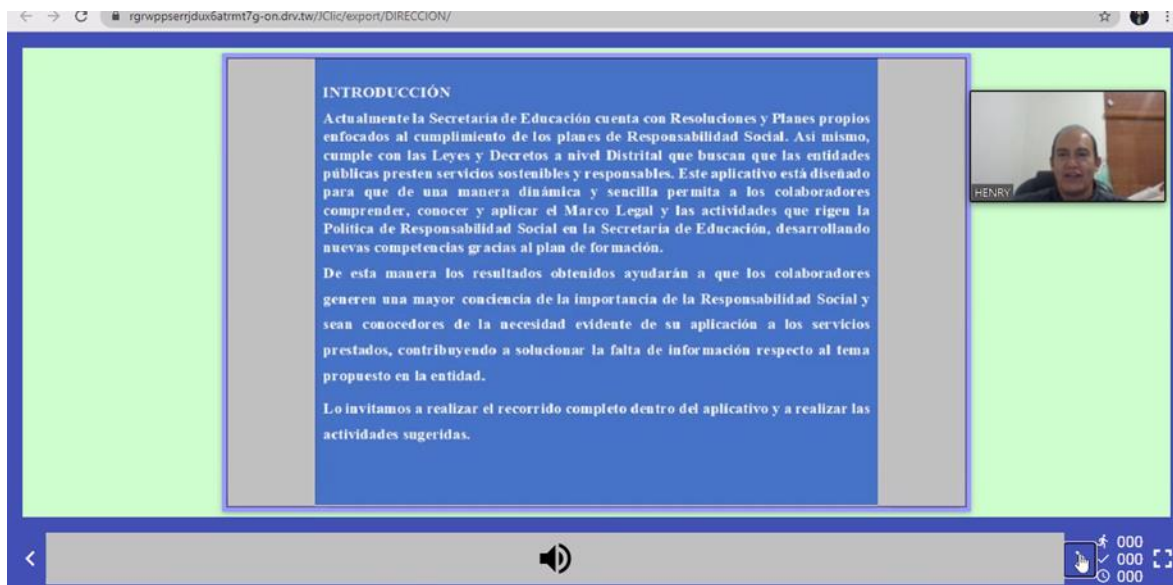 rgrwppserrjdux6atrmt7g-on.drv.tw/JClic/export/DIRECCION/
INTRODUCCIÓN
Actualmente la Secretaría de Educación cuenta con Resoluciones y Planes propios
enfocados al cumplimiento de los planes de Responsabilidad Social. Así mismo,
cumple con las Leyes y Decretos a nivel Distrital que buscan que las entidades
públicas presten servicios sostenibles y responsables. Este aplicativo está diseñado
para que de una manera dinámica y sencilla permita a los colaboradores
comprender, conocer y aplicar el Marco Legal y las actividades que rigen la
Política de Responsabilidad Social en la Secretaría de Educación, desarrollando
nuevas competencias gracias al plan de formación.
De esta manera los resultados obtenidos ayudarán a que los colaboradores
generen una mayor conciencia de la importancia de la Responsabilidad Social y
sean conocedores de la necesidad evidente de su aplicación a los servicios
prestados, contribuyendo a solucionar la falta de información respecto al tema
propuesto en la entidad.
Lo invitamos a realizar el recorrido completo dentro del aplicativo y a realizar las
actividades sugeridas.
HENRY
000
000
000